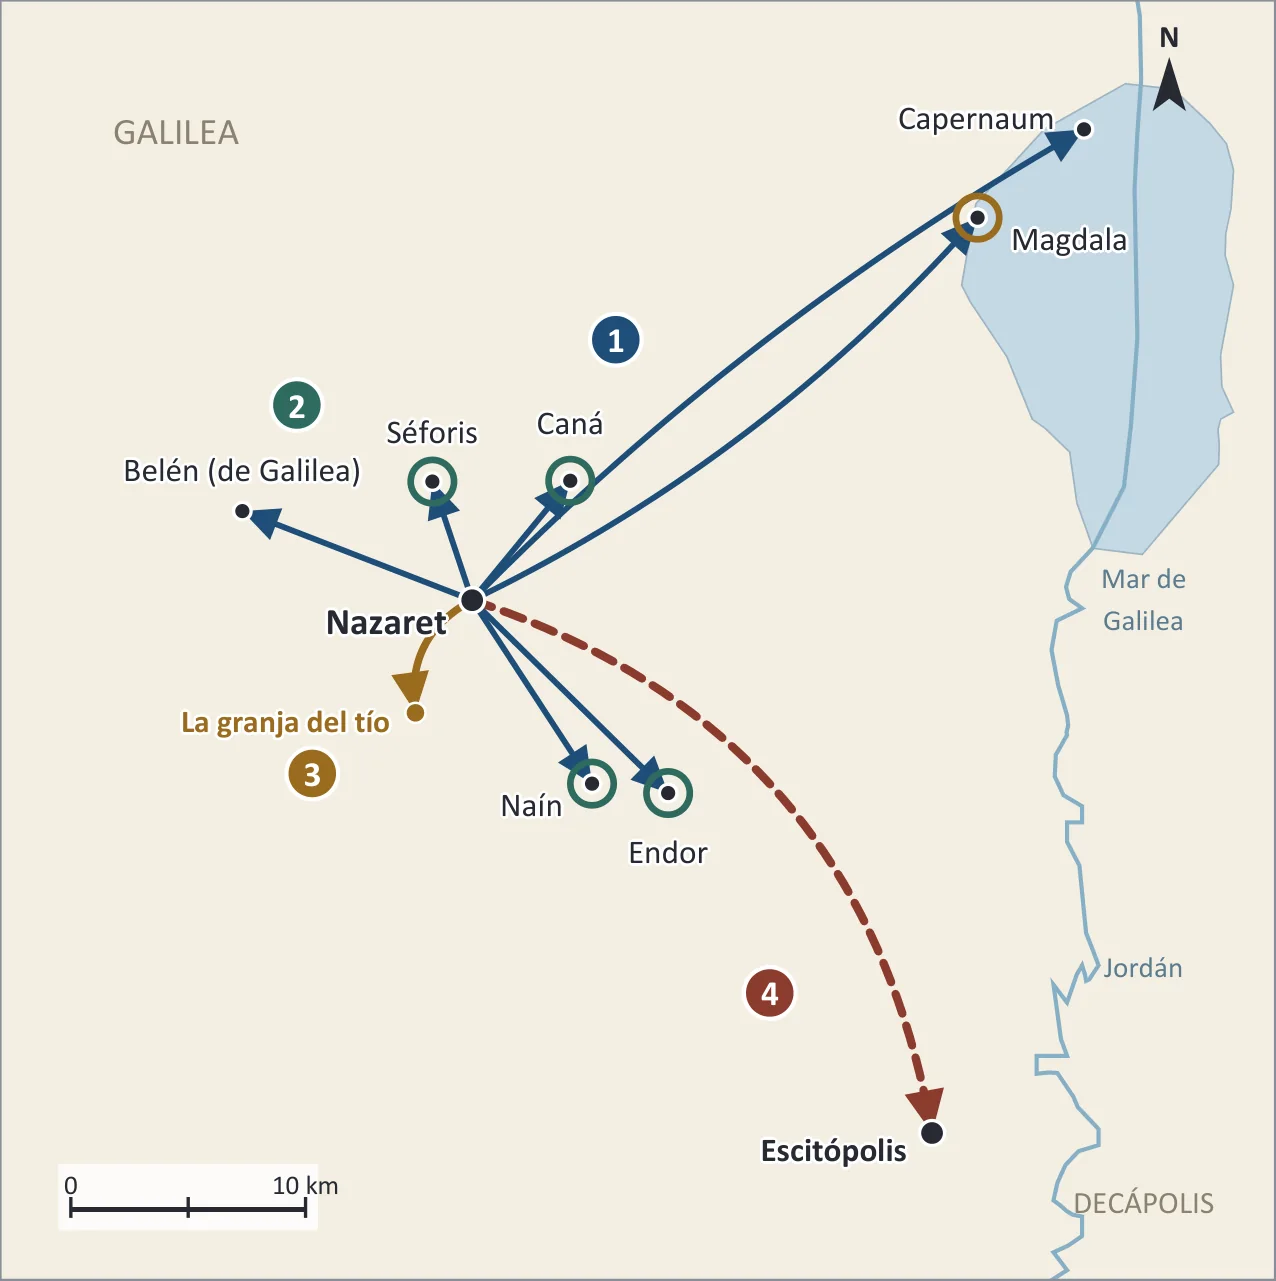 N
Capernaum
GALILEA
Magdala
1
2
Séforis
Caná
Belén (de Galilea)
Mar de
Galilea
Nazaret
La granja del tío
3
Naín
Endor
Jordán
4
Escitópolis
0
10 km
DECÁPOLIS